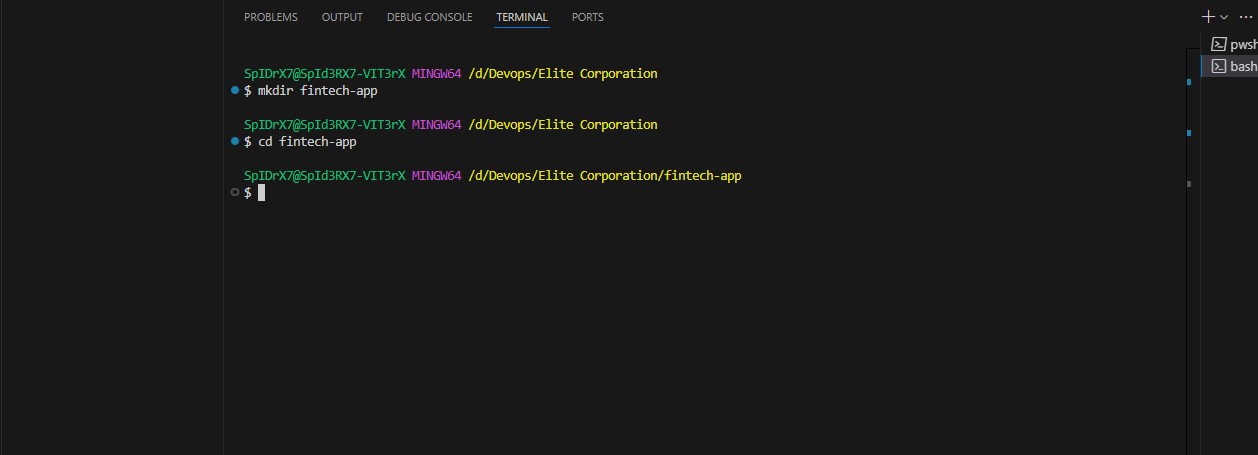 PROBLEMS OUTPUT DEBUG CONSOLE TERMINAL PORTS
pwsh
bash
SpIDrX7@SpId3RX7-VIT3rX MINGW64 /d/Devops/Elite Corporation
$ mkdir fintech-app
SpIDrX7@SpId3RX7-VIT3rX MINGW64 /d/Devops/Elite Corporation
$ cd fintech-app
SpIDrX7@SpId3RX7-VIT3rX MINGW64 /d/Devops/Elite Corporation/fintech-app
$